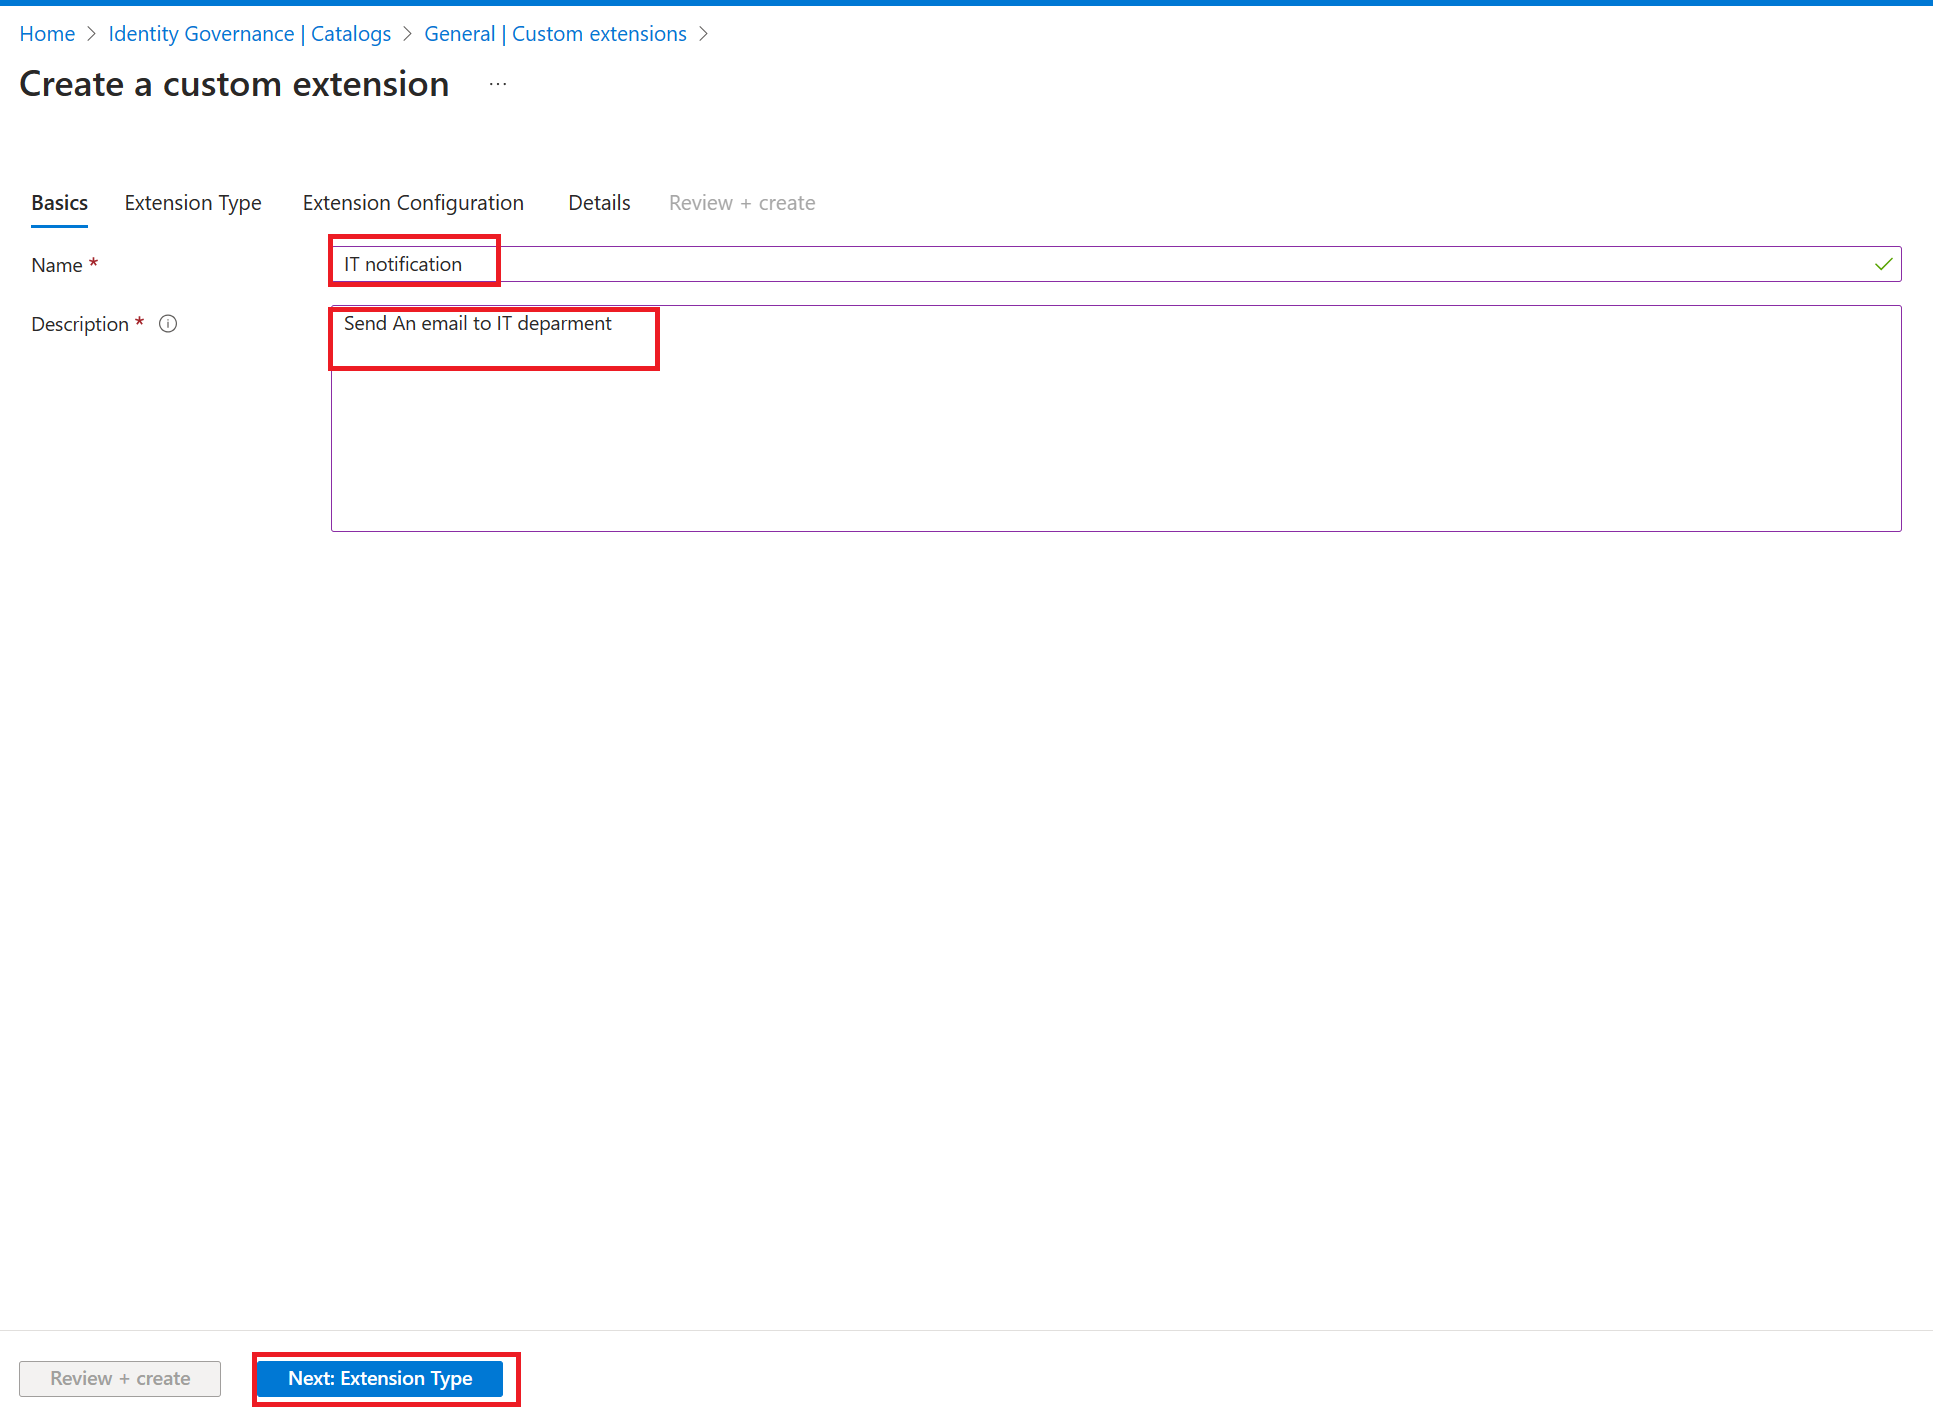 Home > Identity Governance | Catalogs > General | Custom extensions >
Create a custom extension ...
Basics Extension Type Extension Configuration Details Review + create
Name * IT notification
Description * Send An email to IT deparment
Review + create Next: Extension Type